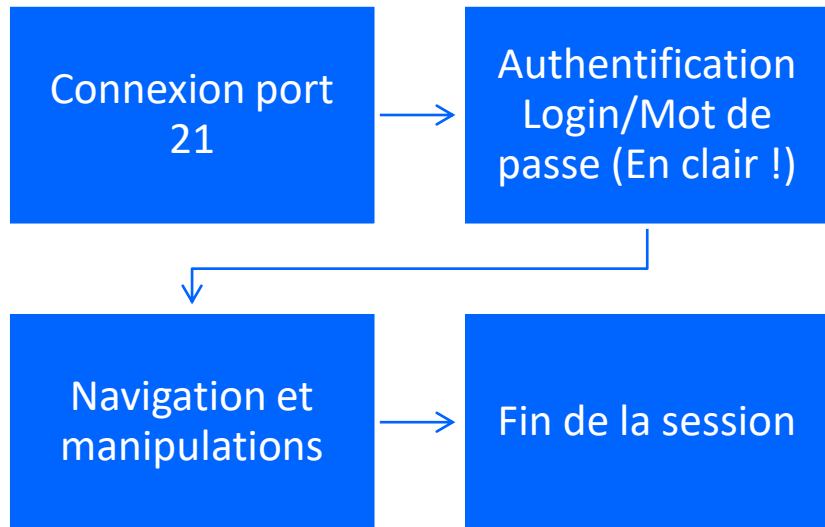 Connexion port
21
Authentification
Login/Mot de
passe (En clair !)
Navigation et
manipulations
Fin de la session